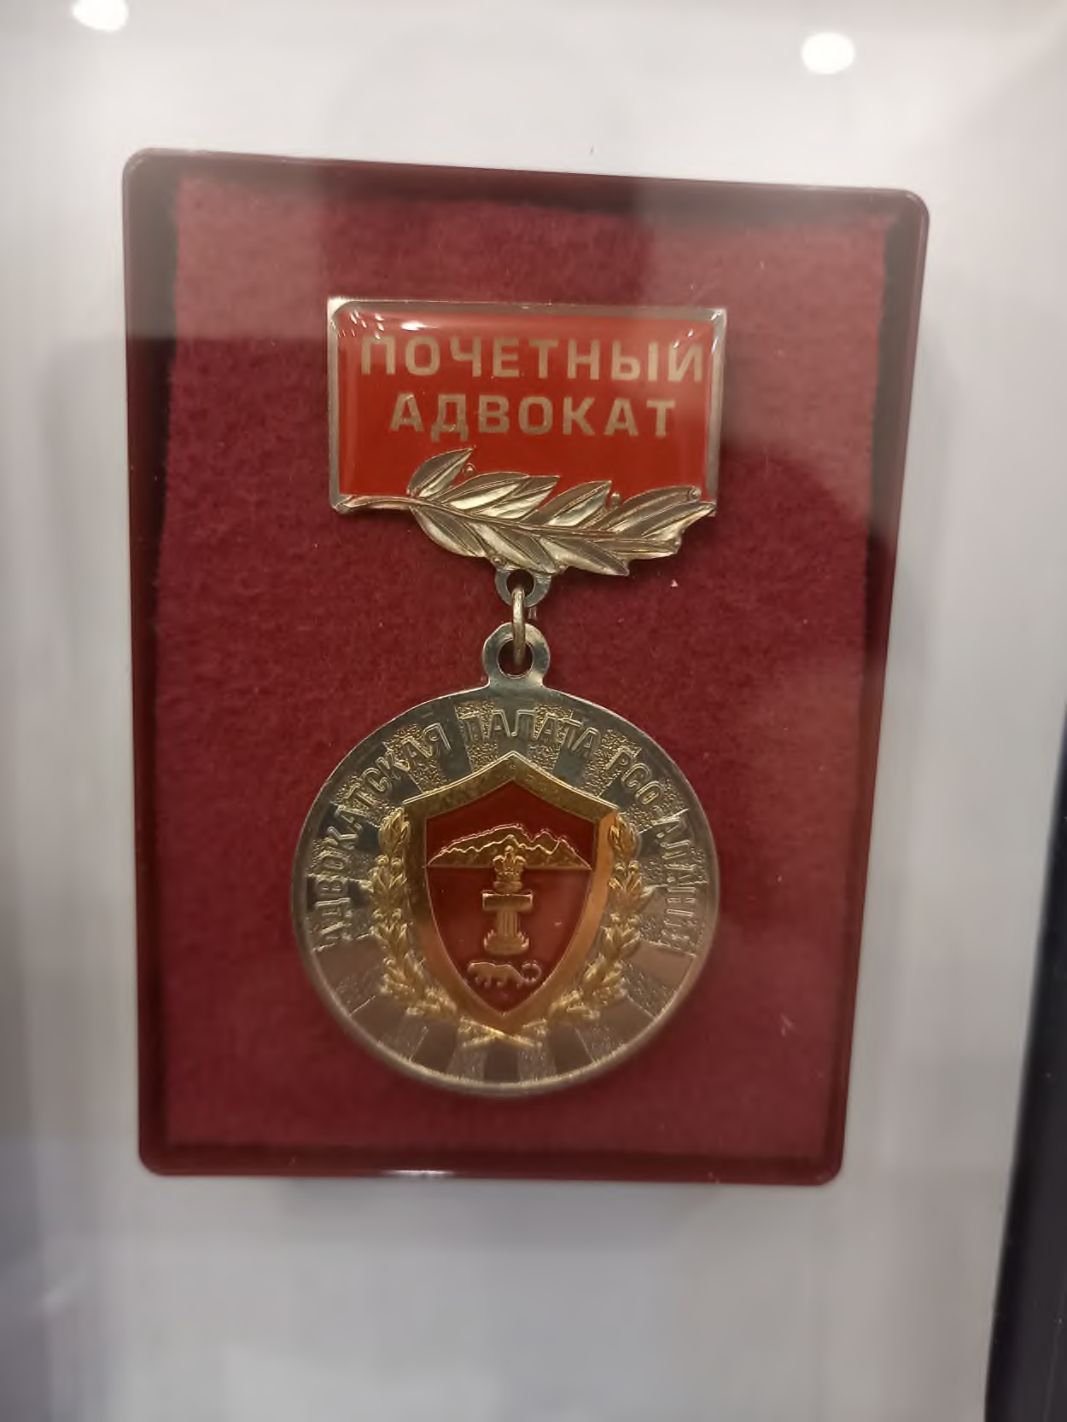 ПОЧЕТНЫЙ
АДВОКАТ
АДВОКАТСКАЯ ПАЛАТА РСО АЛАНИЯ